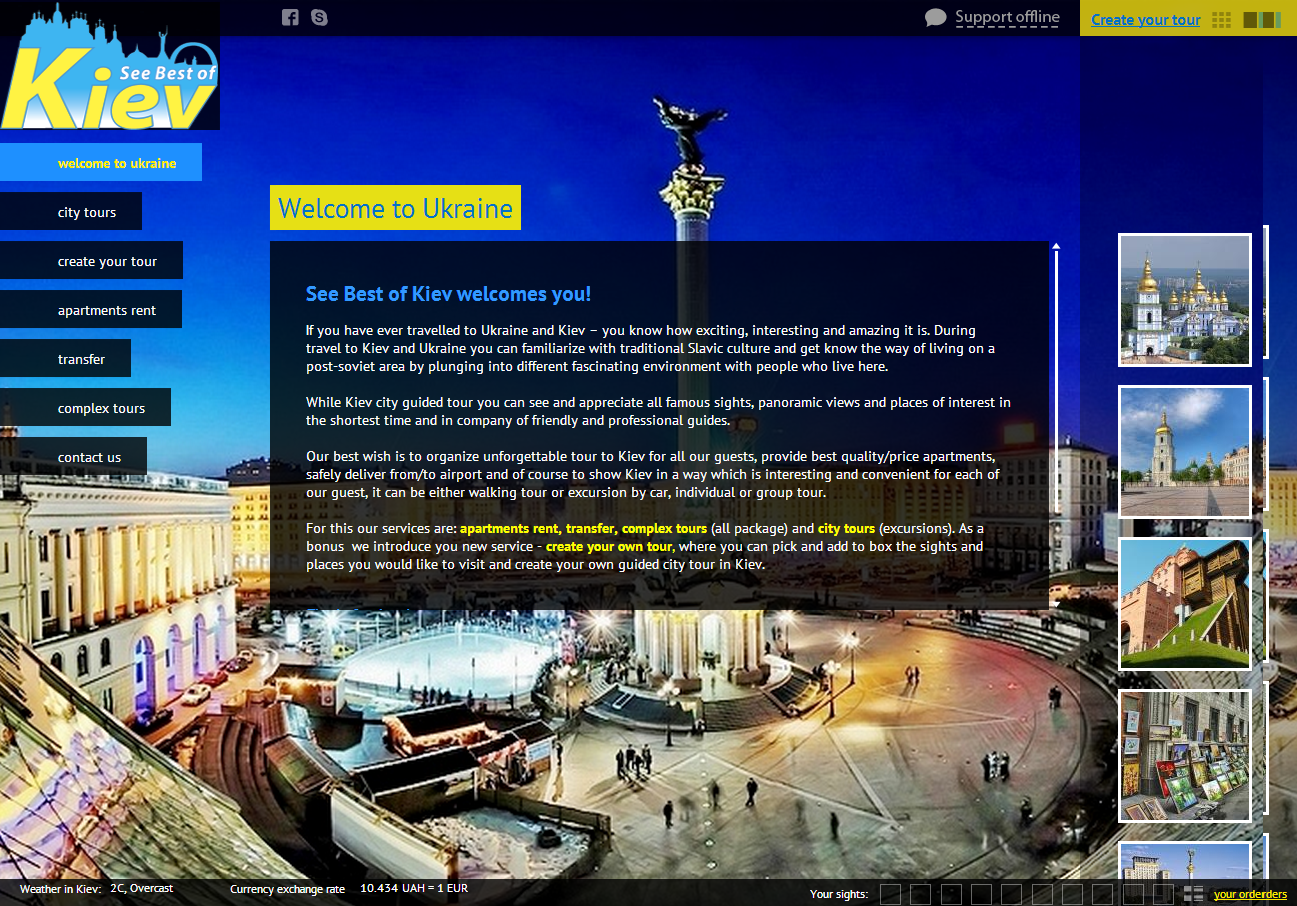 Support offline
Create your tour
See Best of
Kiev
welcome to ukraine
city tours
create your tour
apartments rent
transfer
complex tours
contact us
Welcome to Ukraine
See Best of Kiev welcomes you!
If you have ever travelled to Ukraine and Kiev – you know how exciting, interesting and amazing it is. During
travel to Kiev and Ukraine you can familiarize with traditional Slavic culture and get know the way of living on a
post-soviet area by plunging into different fascinating environment with people who live here.
While Kiev city guided tour you can see and appreciate all famous sights, panoramic views and places of interest in
the shortest time and in company of friendly and professional guides.
Our best wish is to organize unforgettable tour to Kiev for all our guests, provide best quality/price apartments,
safely deliver from/to airport and of course to show Kiev in a way which is interesting and convenient for each of
our guest, it can be either walking tour or excursion by car, individual or group tour.
For this our services are: apartments rent, transfer, complex tours (all package) and city tours (excursions). As a
bonus we introduce you new service - create your own tour, where you can pick and add to box the sights and
places you would like to visit and create your own guided city tour in Kiev.
Weather in Kiev: 2C, Overcast
Currency exchange rate 10.434 UAH = 1 EUR
Your sights:
your orderders